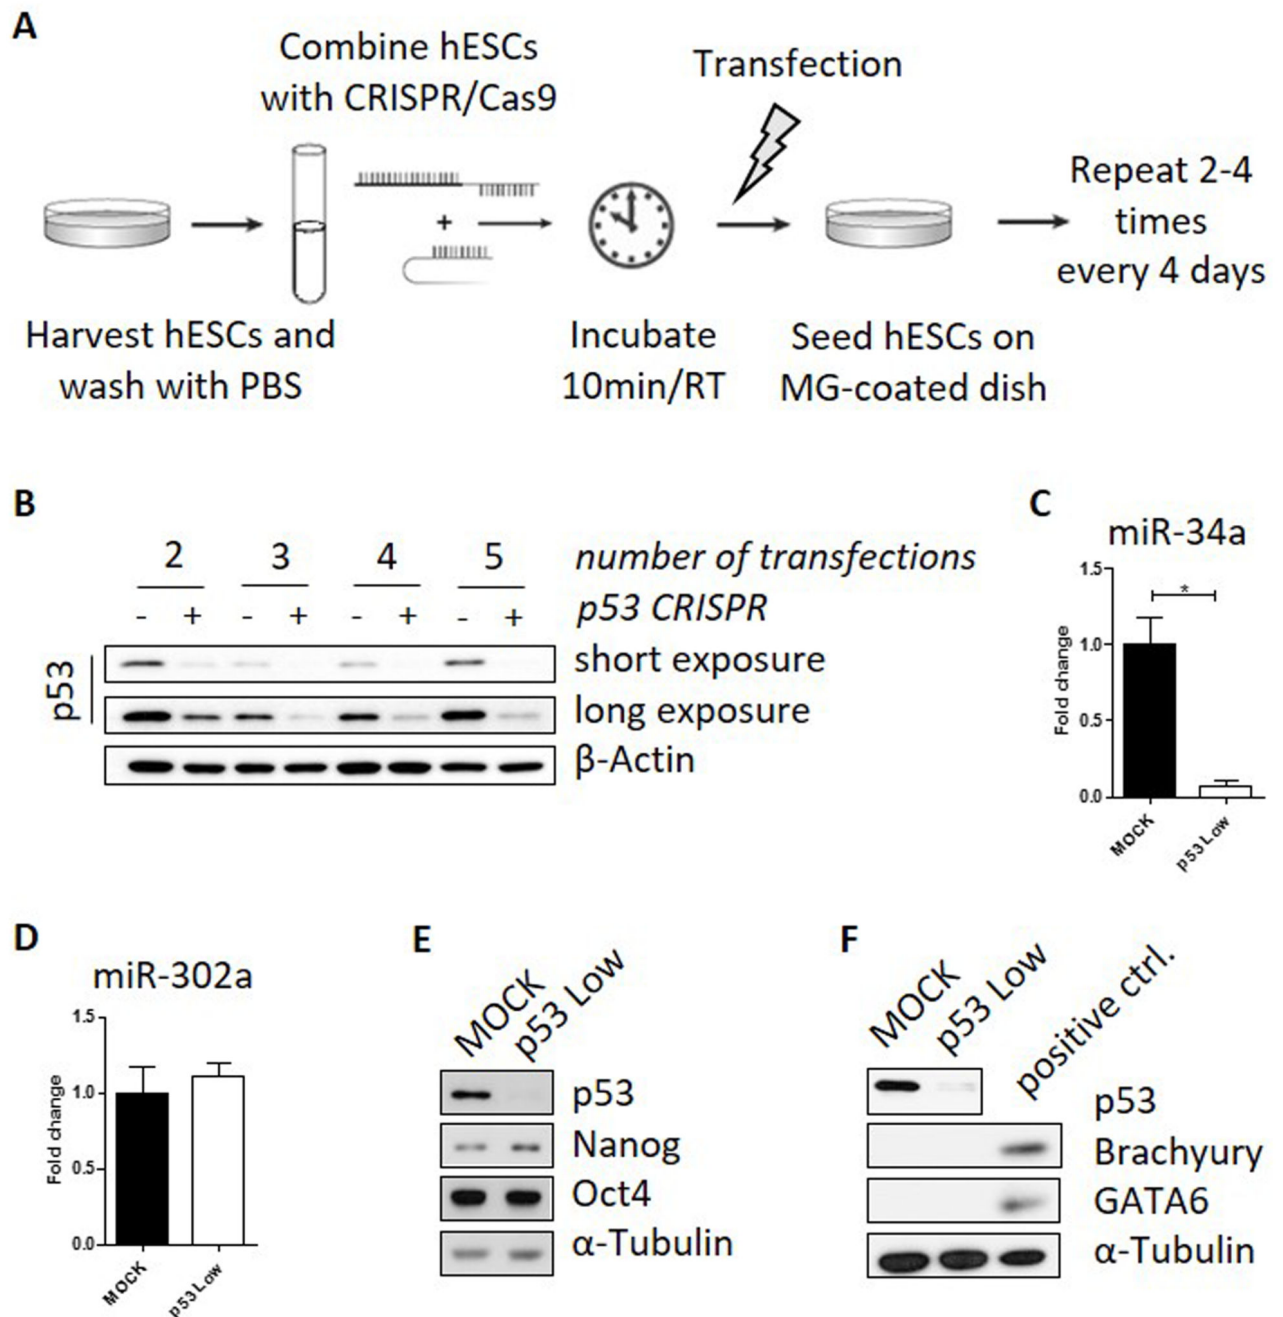 A
Combine hESCs
with CRISPR/Cas9
Transfection
+
Repeat 2-4
times
every 4 days
Harvest hESCs and
wash with PBS
Incubate
10min/RT
Seed hESCs on
MG-coated dish
B
2 3 4 5 number of transfections
- + - + - + - + p53 CRISPR
p53
short exposure
long exposure
β-Actin
C
miR-34a
Fold change
1.5
1.0
0.5
0.0
*
MOCK
p53 Low
D
miR-302a
Fold change
1.5
1.0
0.5
0.0
MOCK
p53 Low
E
MOCK
p53 Low
p53
Nanog
Oct4
α-Tubulin
F
MOCK
p53 Low
positive ctrl.
p53
Brachyury
GATA6
α-Tubulin